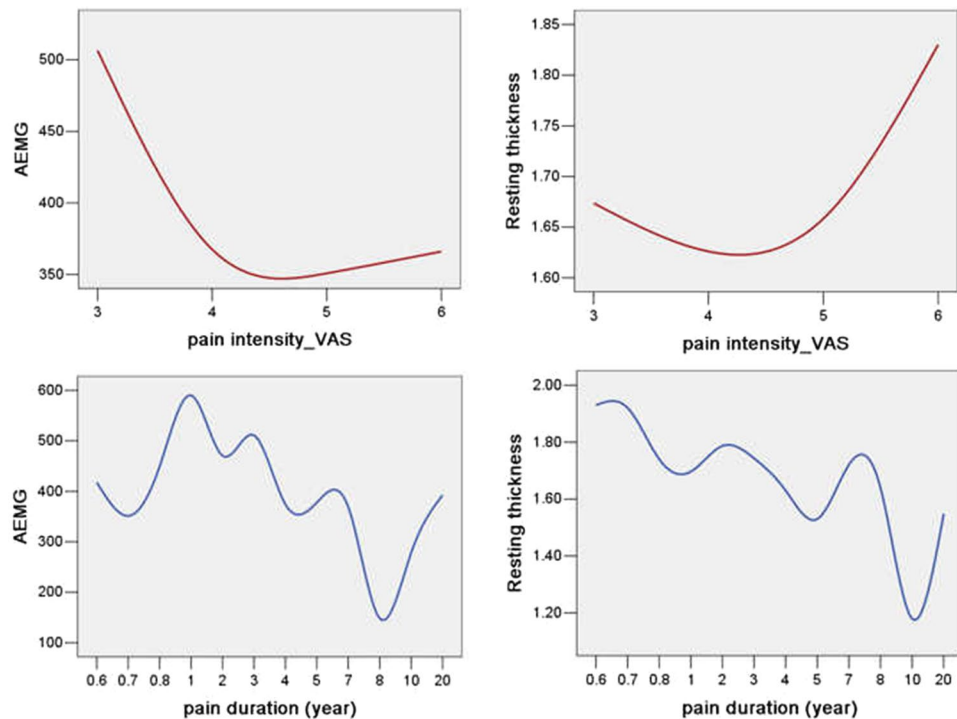 AEMG
500
450
400
350
3 4 5 6
pain intensity_VAS
Resting thickness
1.85
1.80
1.75
1.70
1.65
1.60
3 4 5 6
pain intensity_VAS
AEMG
600
500
400
300
200
100
0.6 0.7 0.8 1 2 3 4 5 7 8 10 20
pain duration (year)
Resting thickness
2.00
1.80
1.60
1.40
1.20
0.6 0.7 0.8 1 2 3 4 5 7 8 10 20
pain duration (year)